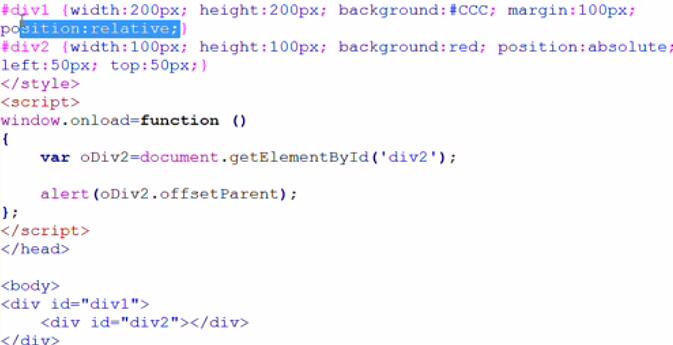 #div1 {width:200px; height:200px; background:#CCC; margin:100px;
position:relative;}
#div2 {width:100px; height:100px; background:red; position:absolute;
left:50px; top:50px;}
</style>
<script>
window.onload=function ()
{
    var oDiv2=document.getElementById('div2');
    alert(oDiv2.offsetParent);
};
</script>
</head>
<body>
<div id="div1">
    <div id="div2"></div>
</div>